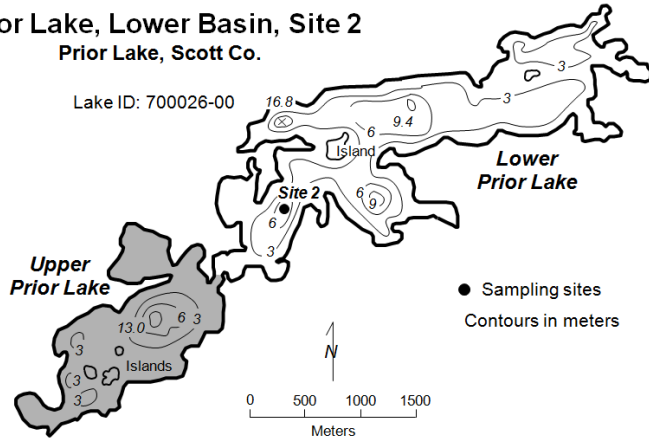 or Lake, Lower Basin, Site 2
Prior Lake, Scott Co.
Lake ID: 700026-00
16.8
3
3
9.4
6
Island
Lower
Prior Lake
Site 2
6
9
6
3
Upper
Prior Lake
13.0
6
3
3
Islands
3
3
Sampling sites
Contours in meters
N
0 500 1000 1500
Meters